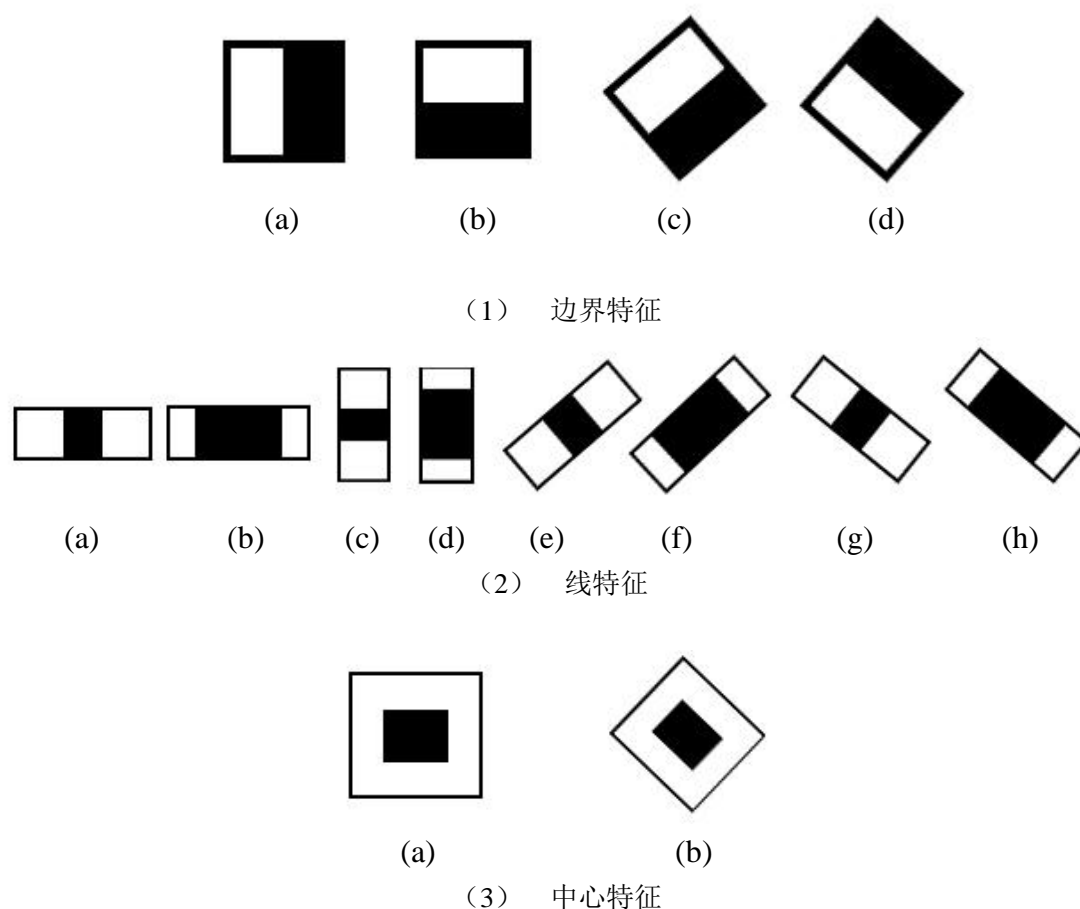 (a) (b) (c) (d)
（1） 边界特征
(a) (b) (c) (d) (e) (f) (g) (h)
（2） 线特征
(a) (b)
（3） 中心特征